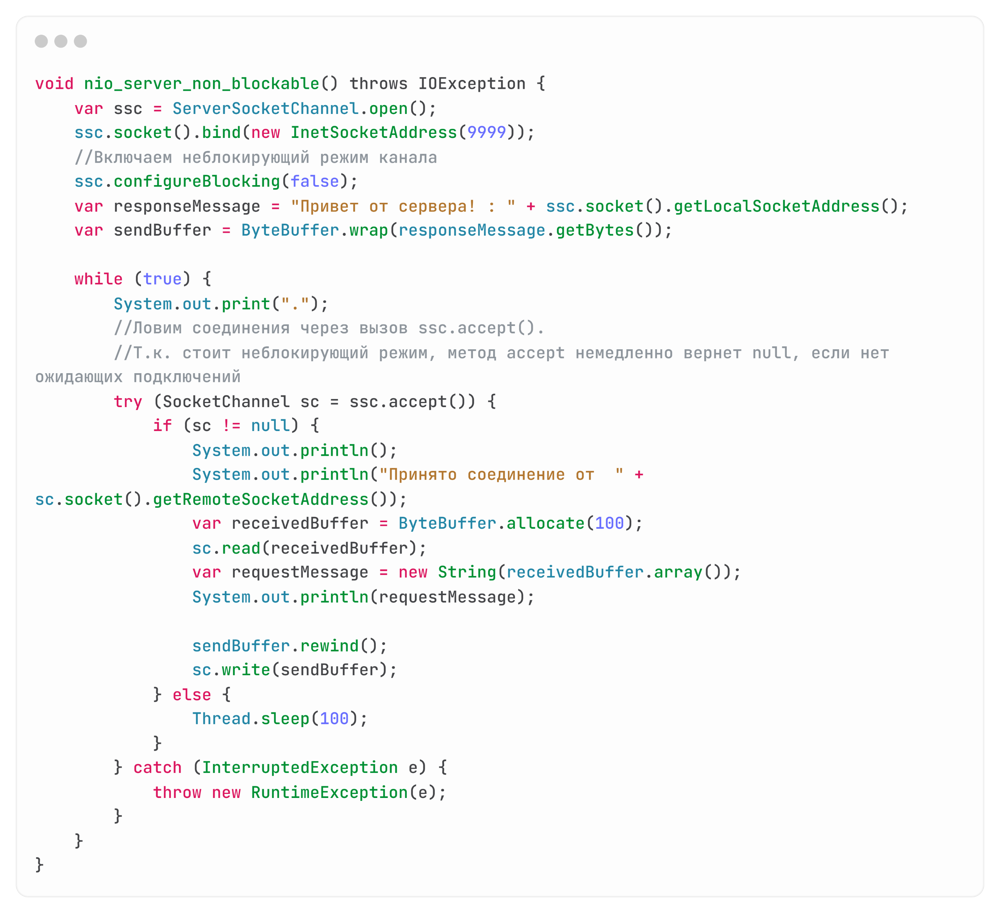 void nio_server_non_blockable() throws IOException {
    var ssc = ServerSocketChannel.open();
    ssc.socket().bind(new InetSocketAddress(9999));
    //Включаем неблокирующий режим канала
    ssc.configureBlocking(false);
    var responseMessage = "Привет от сервера! : " + ssc.socket().getLocalSocketAddress();
    var sendBuffer = ByteBuffer.wrap(responseMessage.getBytes());

    while (true) {
        System.out.print(".");
        //Ловим соединения через вызов ssc.accept().
        //Т.к. стоит неблокирующий режим, метод accept немедленно вернет null, если нет
ожидающих подключений
        try (SocketChannel sc = ssc.accept()) {
            if (sc != null) {
                System.out.println();
                System.out.println("Принято соединение от  " +
sc.socket().getRemoteSocketAddress());
                var receivedBuffer = ByteBuffer.allocate(100);
                sc.read(receivedBuffer);
                var requestMessage = new String(receivedBuffer.array());
                System.out.println(requestMessage);

                sendBuffer.rewind();
                sc.write(sendBuffer);
            } else {
                Thread.sleep(100);
            }
        } catch (InterruptedException e) {
            throw new RuntimeException(e);
        }
    }
}